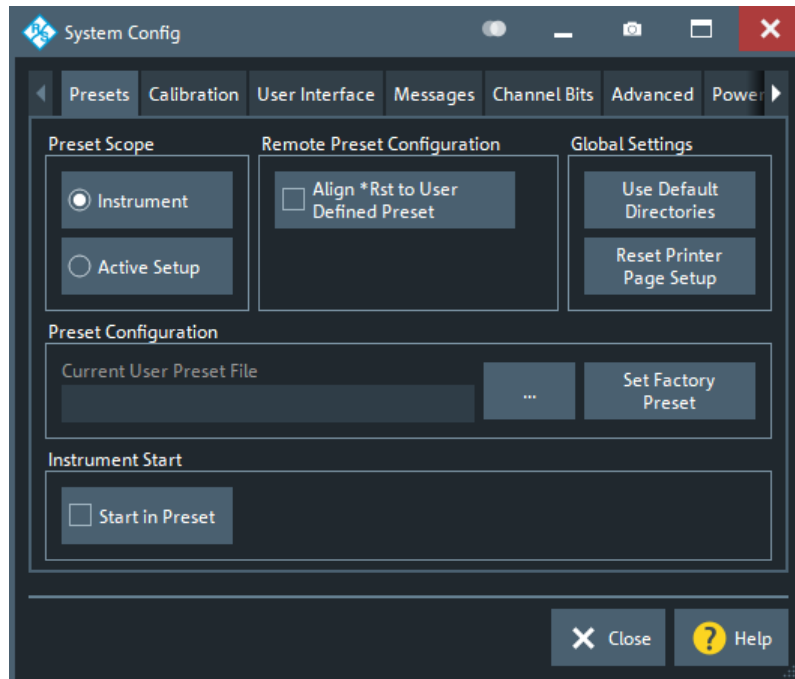 System Config
Presets Calibration User Interface Messages Channel Bits Advanced Power
Preset Scope
Instrument
Active Setup
Remote Preset Configuration
Align *Rst to User
Defined Preset
Global Settings
Use Default
Directories
Reset Printer
Page Setup
Preset Configuration
Current User Preset File
...
Set Factory
Preset
Instrument Start
Start in Preset
Close
? Help